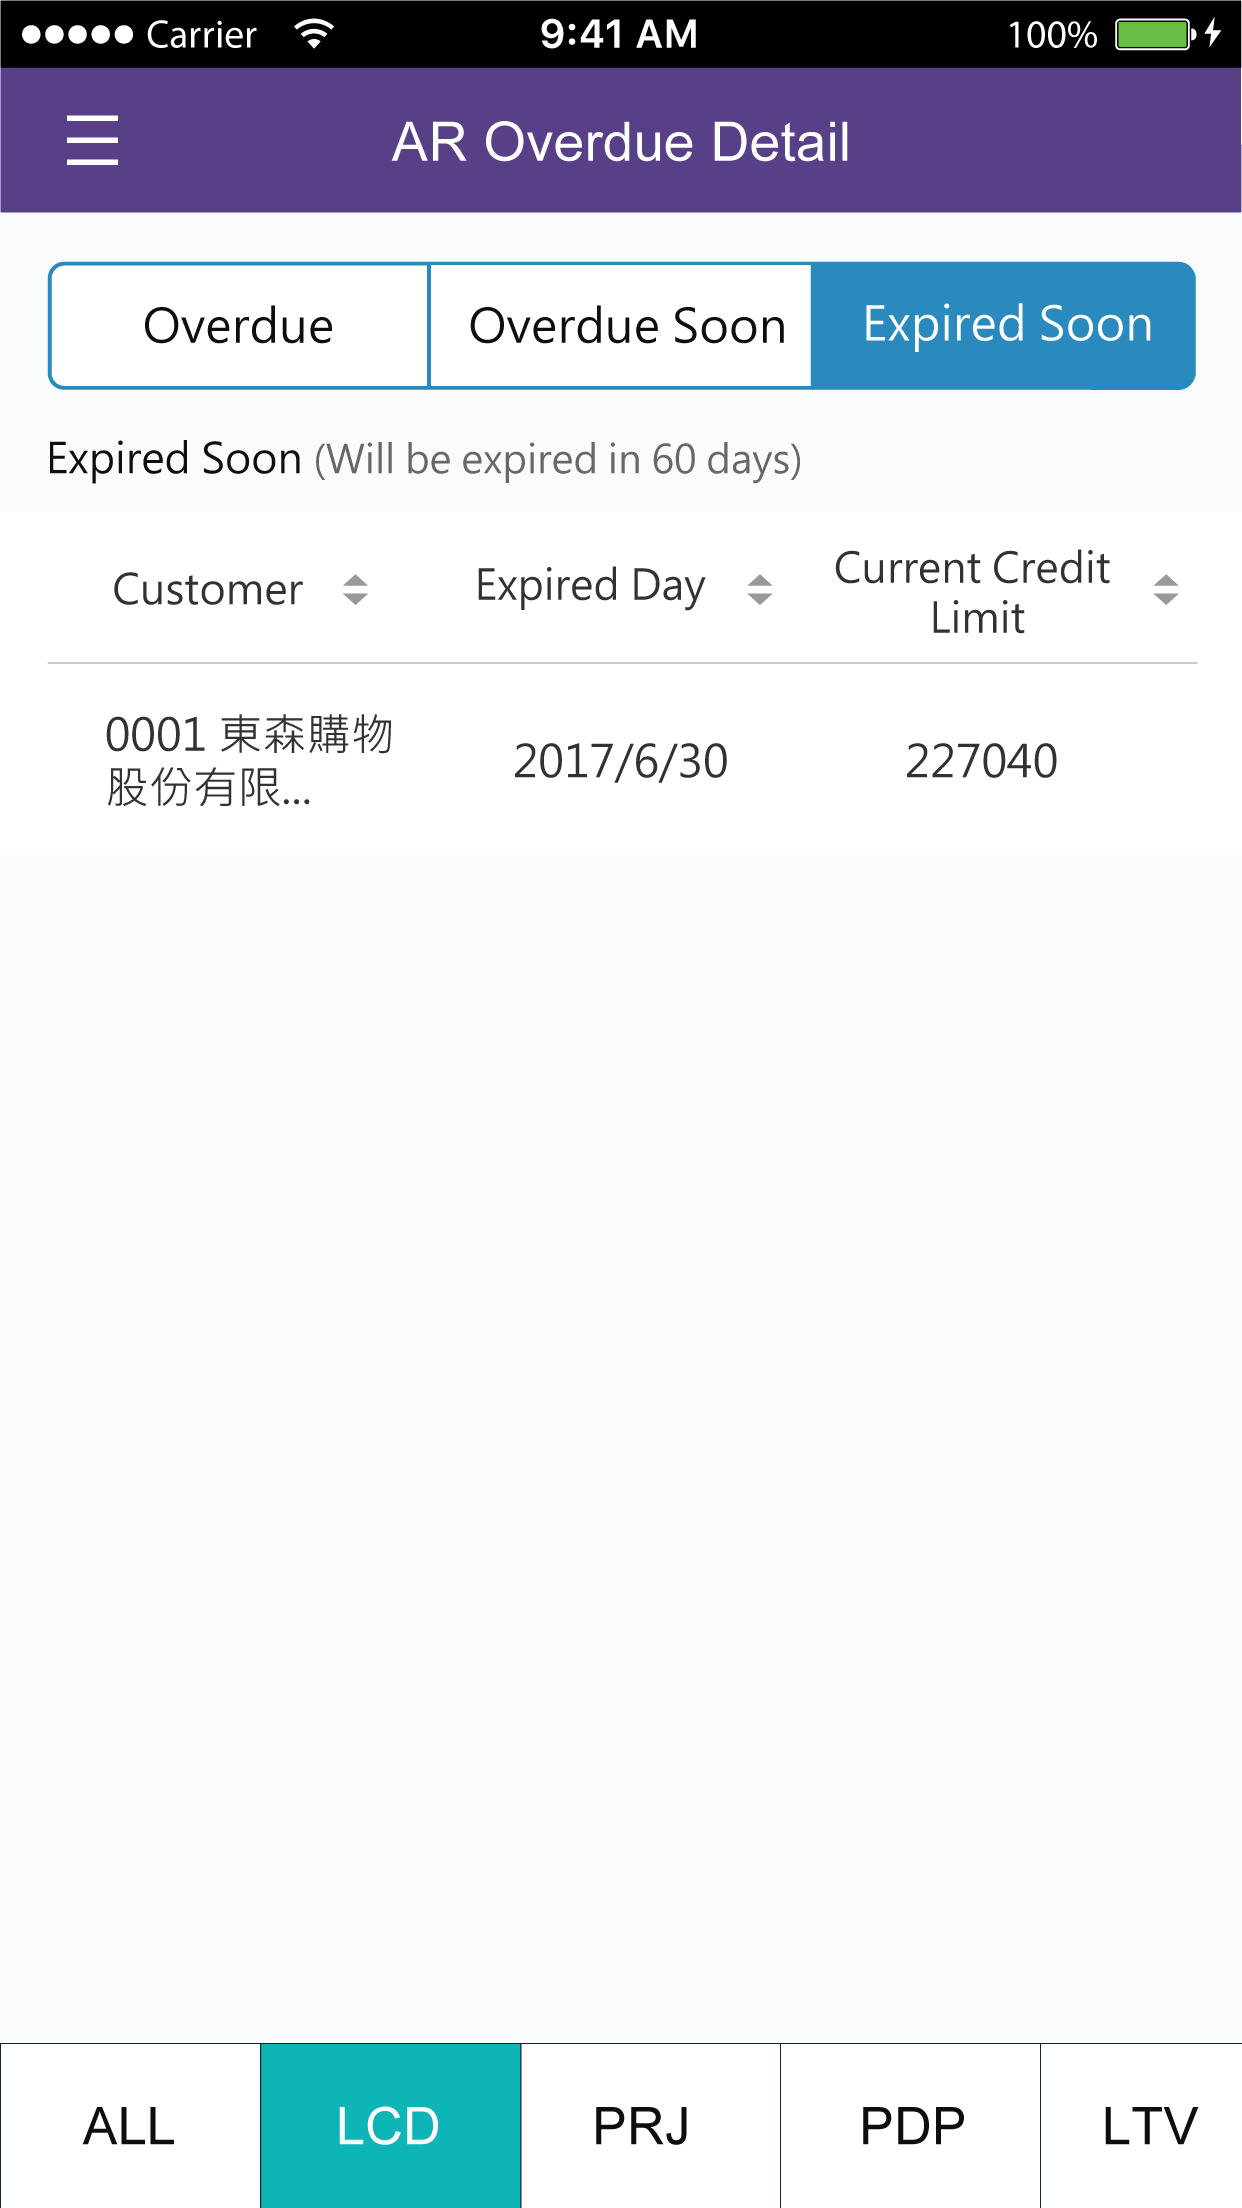 Carrier 9:41 AM 100%
AR Overdue Detail
Overdue Overdue Soon Expired Soon
Expired Soon (Will be expired in 60 days)
Customer Expired Day Current Credit
Limit
0001 東森購物
股份有限... 2017/6/30 227040
ALL LCD PRJ PDP LTV